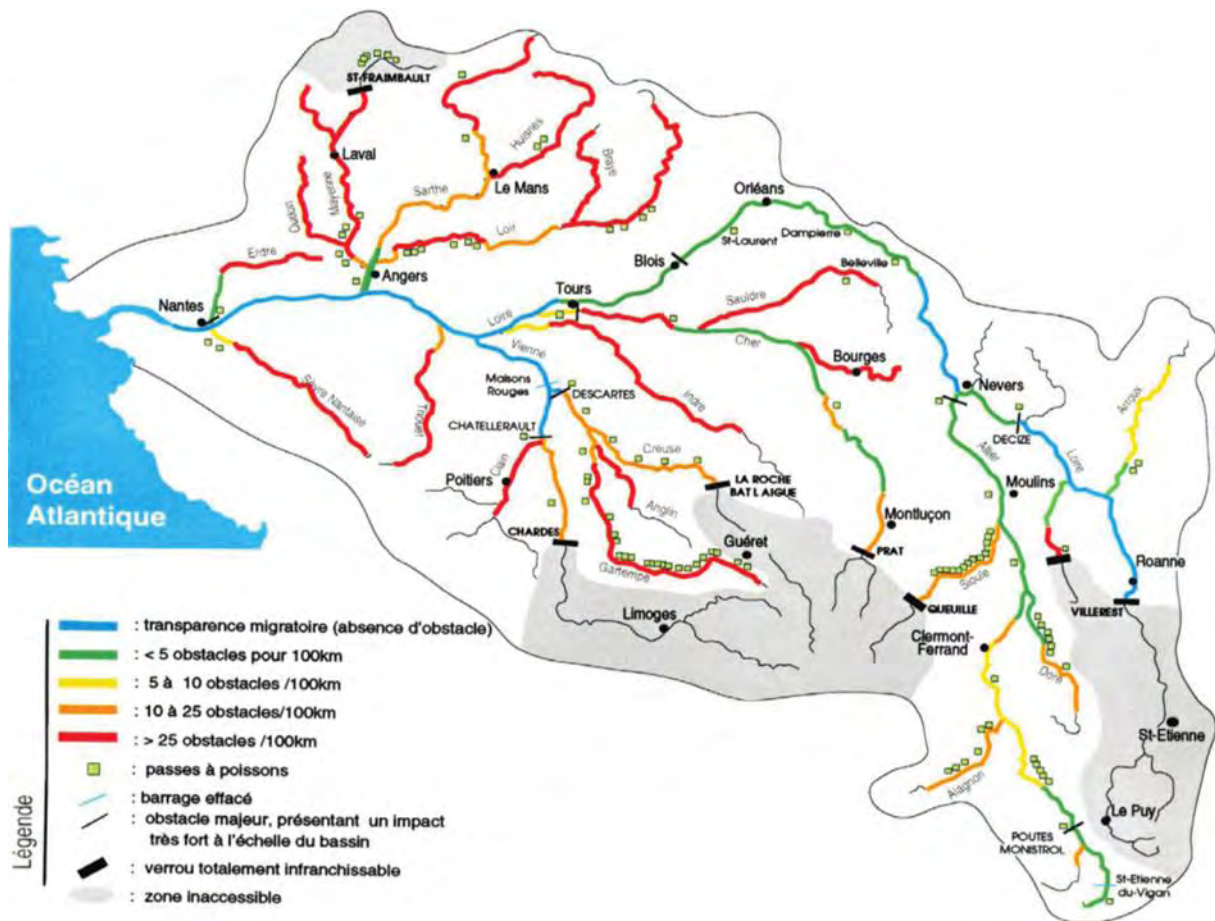 ST-FRAIMBAULT
Huisnes
Braye
Laval
Mayenne
Oudon
Sarthe
Le Mans
Orléans
Loir
St-Laurent
Dampierre
Erdre
Angers
Blois
Belleville
Nantes
Tours
Sauldre
Loire
Cher
Vienne
Bourges
Nevers
Maisons
Rouges
DESCARTES
Indre
Arroux
Sèvre Nantaise
Thouet
DECIZE
CHATELLERAULT
Creuse
Allier
Loire
Océan
Atlantique
Poitiers
Clain
LA ROCHE
BAT L AIGUE
Moulins
Anglin
Montluçon
CHARDES
Guéret
PRAT
Gartempe
Sioule
Roanne
QUEUILLE
VILLEREST
Limoges
Clermont-
Ferrand
Dore
St-Etienne
Alagnon
Le Puy
POUTES
MONISTROL
St-Etienne
du-Vigan
Légende
: transparence migratoire (absence d'obstacle)
: < 5 obstacles pour 100km
: 5 à 10 obstacles /100km
: 10 à 25 obstacles/100km
: > 25 obstacles /100km
: passes à poissons
: barrage effacé
: obstacle majeur, présentant un impact
très fort à l'échelle du bassin
: verrou totalement infranchissable
: zone inaccessible